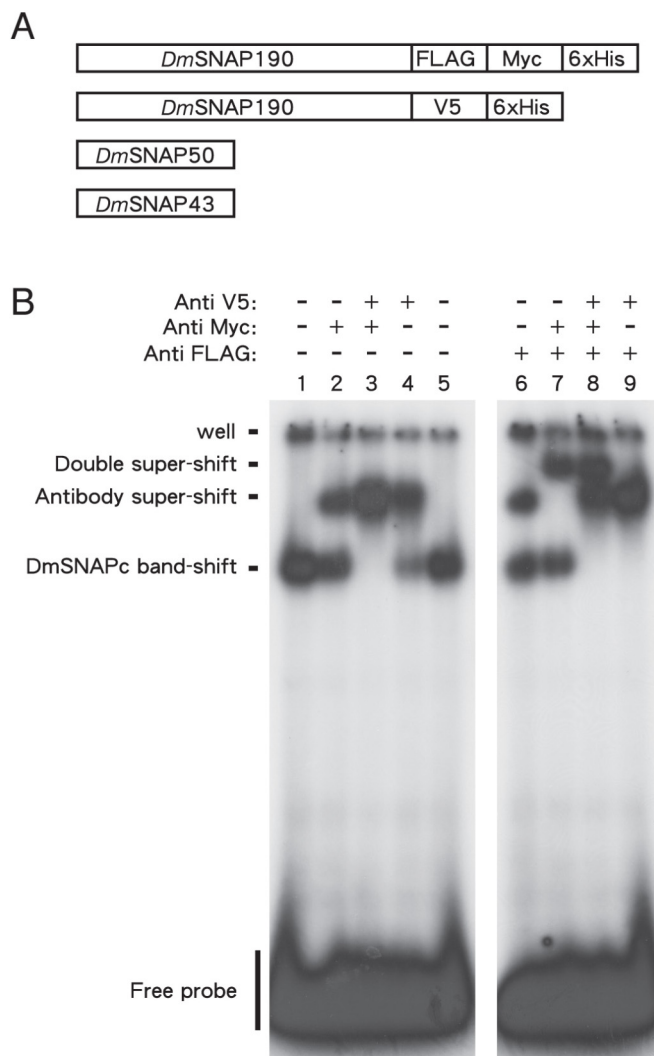 A
DmSNAP190 FLAG Myc 6xHis
DmSNAP190 V5 6xHis
DmSNAP50
DmSNAP43
B
Anti V5: - - + + - - - + +
Anti Myc: - + + - - - + + -
Anti FLAG: - - - - - + + + +
1 2 3 4 5 6 7 8 9
well -
Double super-shift -
Antibody super-shift -
DmSNAPc band-shift -
Free probe